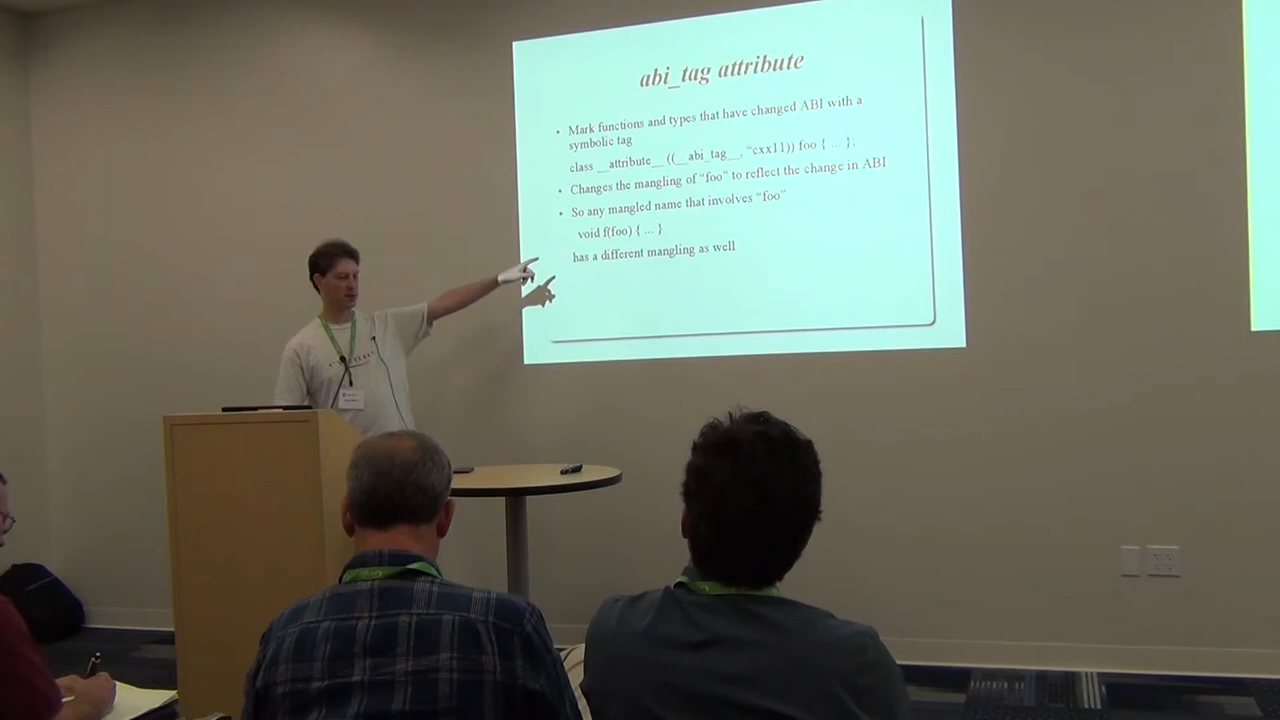 abi_tag attribute
• Mark functions and types that have changed ABI with a
symbolic tag
class __attribute__ ((__abi_tag__, “cxx11)) foo { ... };
• Changes the mangling of “foo” to reflect the change in ABI
• So any mangled name that involves “foo”
void f(foo) { ... }
has a different mangling as well